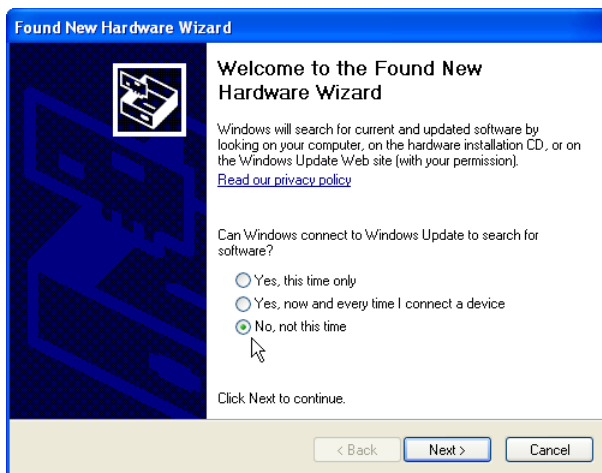 Found New Hardware Wizard
Welcome to the Found New
Hardware Wizard
Windows will search for current and updated software by
looking on your computer, on the hardware installation CD, or on
the Windows Update Web site (with your permission).
Read our privacy policy
Can Windows connect to Windows Update to search for
software?
Yes, this time only
Yes, now and every time I connect a device
No, not this time
Click Next to continue.
< Back Next > Cancel